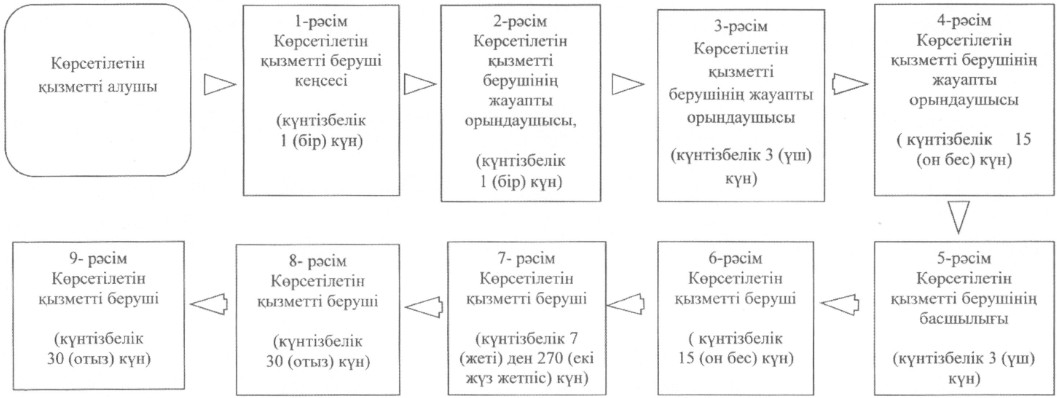 Көрсетілетін
қызметті алушы
1-рәсім
Көрсетілетін
қызметті беруші
кеңсесі
(күнтізбелік
1 (бір) күн)
2-рәсім
Көрсетілетін
қызметті
берушінің
жауапты
орындаушысы,
(күнтізбелік
1 (бір) күн)
3-рәсім
Көрсетілетін
қызметті
берушінің жауапты
орындаушысы
(күнтізбелік 3 (үш)
күн)
4-рәсім
Көрсетілетін
қызметті берушінің
жауапты
орындаушысы
( күнтізбелік 15
(он бес) күн)
5-рәсім
Көрсетілетін
қызметті берушінің
басшылығы
(күнтізбелік 3 (үш)
күн)
6-рәсім
Көрсетілетін
қызметті беруші
( күнтізбелік
15 (он бес) күн)
7- рәсім
Көрсетілетін
қызметті беруші
(күнтізбелік 7
(жеті) ден 270 (екі
жүз жетпіс) күн)
8- рәсім
Көрсетілетін
қызметті беруші
(күнтізбелік
30 (отыз) күн)
9- рәсім
Көрсетілетін
қызметті беруші
(күнтізбелік
30 (отыз) күн)